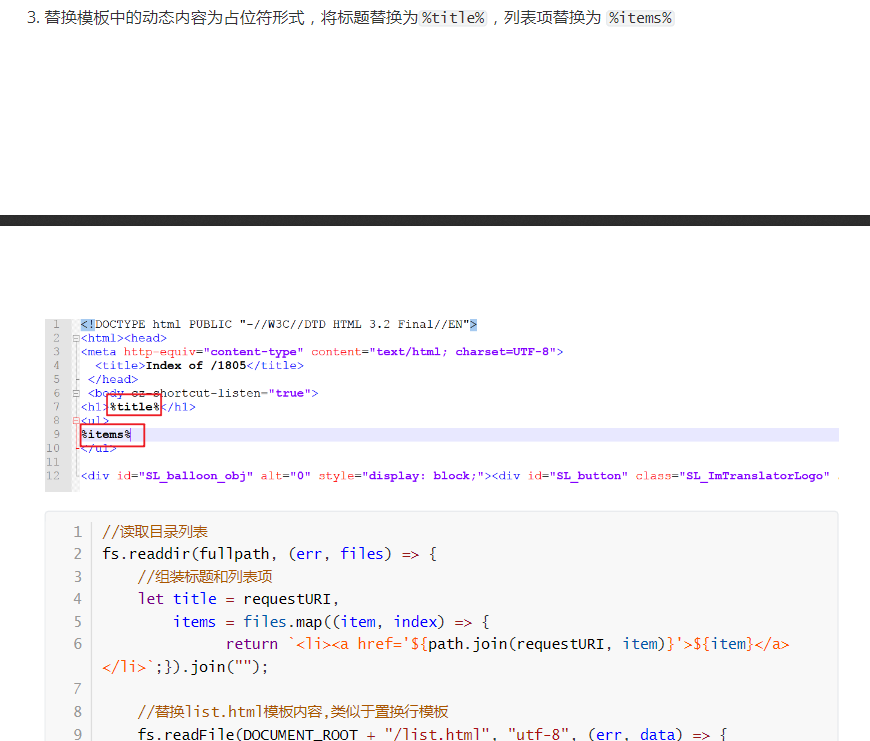 3. 替换模板中的动态内容为占位符形式，将标题替换为 %title% ，列表项替换为 %items%
1 <!DOCTYPE html PUBLIC "-//W3C//DTD HTML 3.2 Final//EN">
2 <html><head>
3 <meta http-equiv="content-type" content="text/html; charset=UTF-8">
4 <title>Index of /1805</title>
5 </head>
6 <body cz-shortcut-listen="true">
7 <h1>%title%</h1>
8 <ul>
9 %items%
10 </ul>
11
12 <div id="SL_balloon_obj" alt="0" style="display: block;"><div id="SL_button" class="SL_ImTranslatorLogo"
1 //读取目录列表
2 fs.readdir(fullpath, (err, files) => {
3 //组装标题和列表项
4 let title = requestURI,
5 items = files.map((item, index) => {
6 return `<li><a href='${path.join(requestURI, item)}'>${item}</a>
</li>`;}).join("");
7
8 //替换list.html模板内容,类似于置换行模板
9 fs.readFile(DOCUMENT_ROOT + "/list.html", "utf-8", (err, data) => {